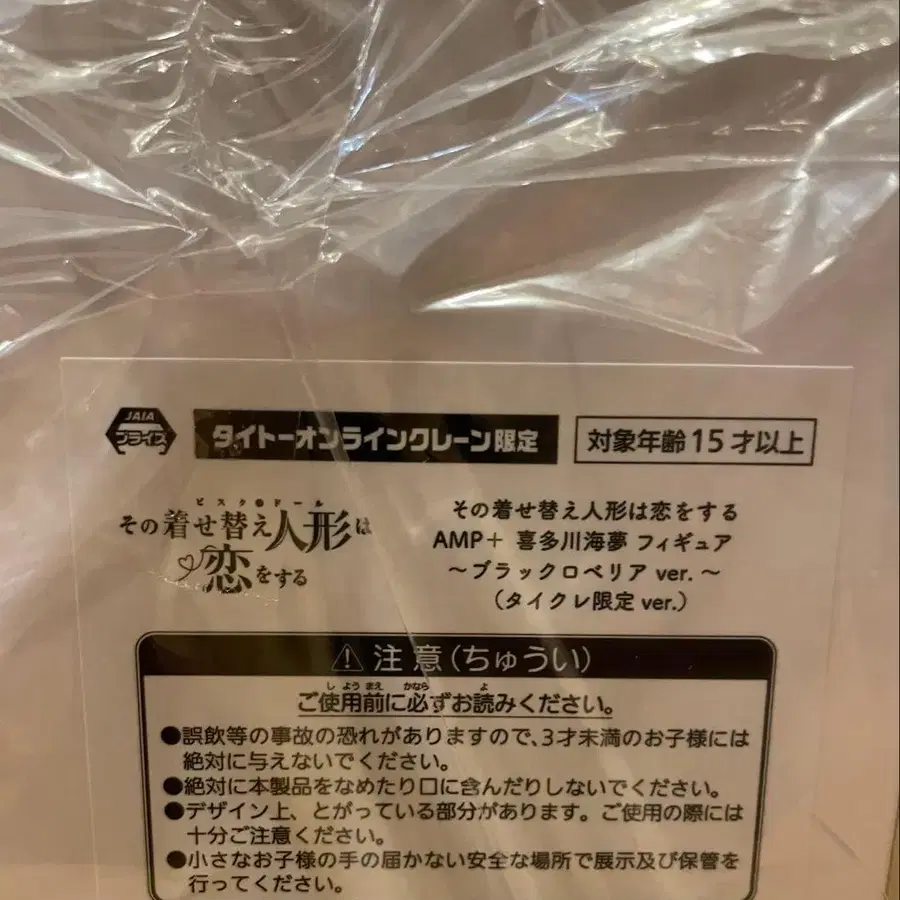 JAIA
プライズ
タイトーオンラインクレーン限定
対象年齢15才以上
ビスク・ドール
その着せ替え人形は
恋をする
その着せ替え人形は恋をする
AMP+ 喜多川海夢 フィギュア
～ブラックロベリア ver.～
(タイクレ限定 ver.)
⚠注意(ちゅうい)
しようまえ かなら よ
ご使用前に必ずお読みください。
●誤飲等の事故の恐れがありますので、3才未満のお子様には
絶対に与えないでください。
●絶対に本製品をなめたり口に含んだりしないでください。
●デザイン上、とがっている部分があります。ご使用の際には
十分ご注意ください。
●小さなお子様の手の届かない安全な場所で展示及び保管を
行ってください。